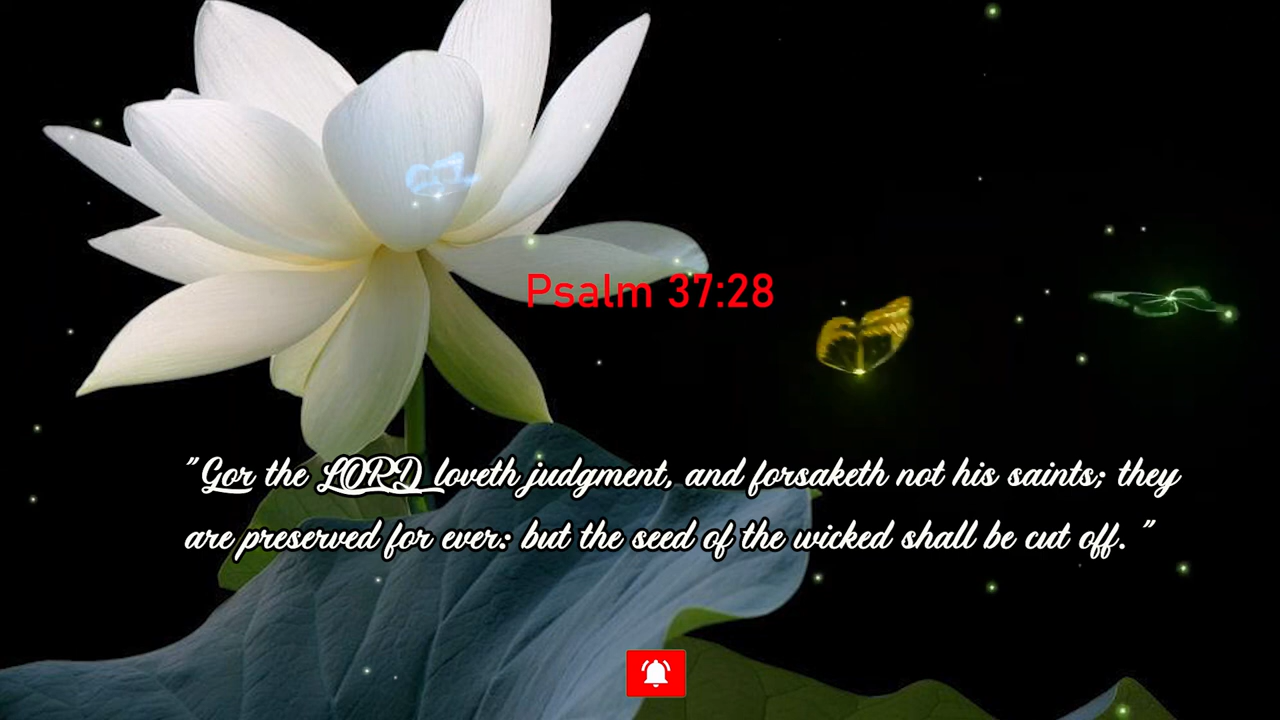 Psalm 37:28
"Gor the LORD loveth judgment, and forsaketh not his saints; they
are preserved for ever: but the seed of the wicked shall be cut off."